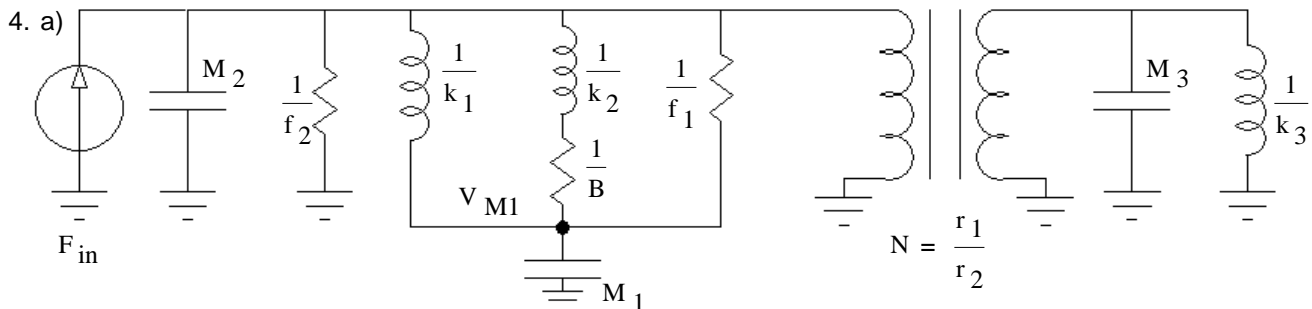 4. a)
M 2
1/f 2
1/k 1
1/k 2
1/B
1/f 1
M 3
1/k 3
V M1
F in
M 1
N = r 1/r 2